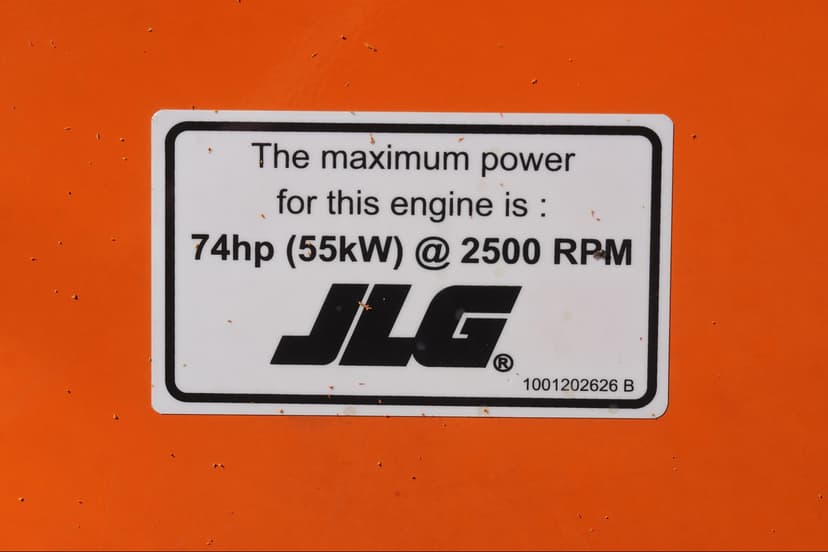 The maximum power
for this engine is :
74hp (55kW) @ 2500 RPM
JLG®
1001202626 B